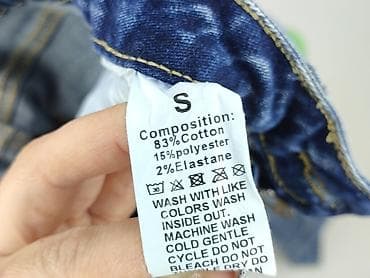 S
Composition:
83%Cotton
15%polyester
2%Elastane
WASH WITH LIKE
COLORS WASH
INSIDE OUT.
MACHINE WASH
COLD GENTLE
CYCLE DO NOT
BLEACH DRY DO